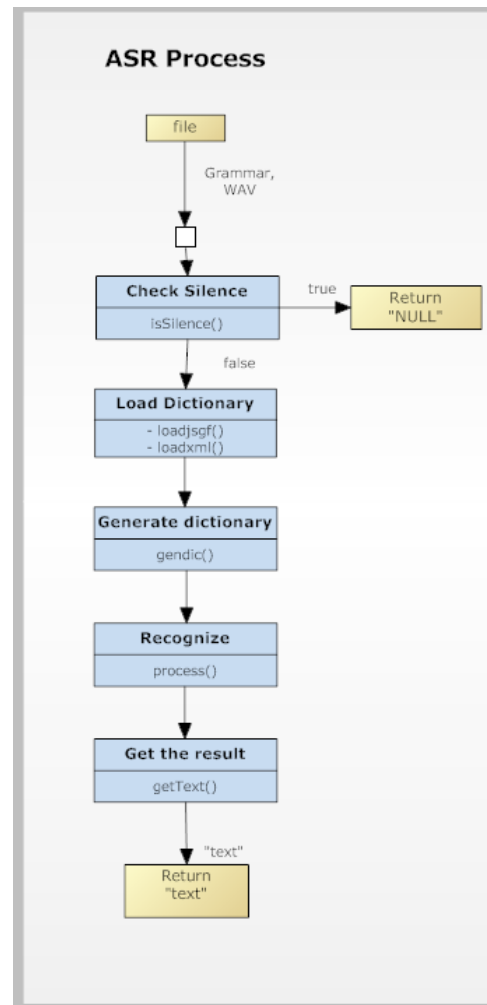 ASR Process
file
Grammar,
WAV
Check Silence
isSilence()
true
Return
"NULL"
false
Load Dictionary
- loadjsgf()
- loadxml()
Generate dictionary
gendic()
Recognize
process()
Get the result
getText()
"text"
Return
"text"